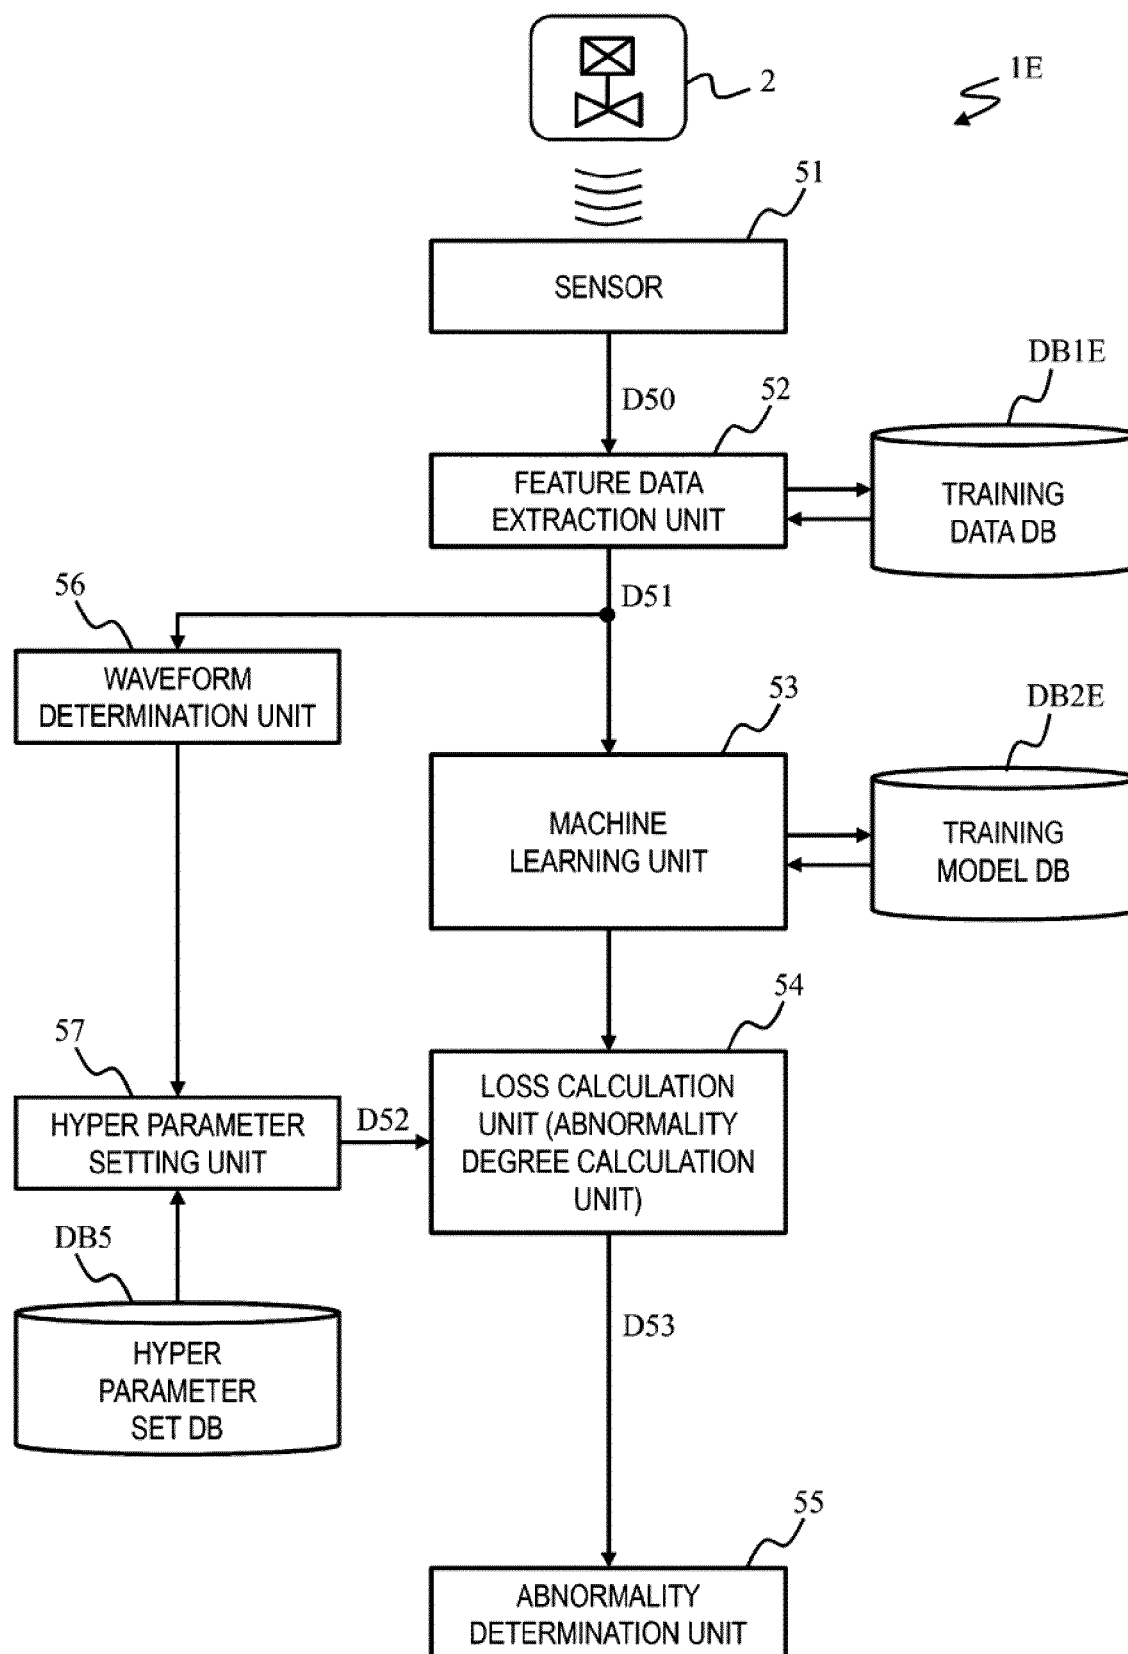 2
1E
51
SENSOR
D50
52
DB1E
FEATURE DATA
EXTRACTION UNIT
TRAINING
DATA DB
D51
56
WAVEFORM
DETERMINATION UNIT
53
DB2E
MACHINE
LEARNING UNIT
TRAINING
MODEL DB
54
57
HYPER PARAMETER
SETTING UNIT
D52
LOSS CALCULATION
UNIT (ABNORMALITY
DEGREE CALCULATION
UNIT)
DB5
HYPER
PARAMETER
SET DB
D53
55
ABNORMALITY
DETERMINATION UNIT